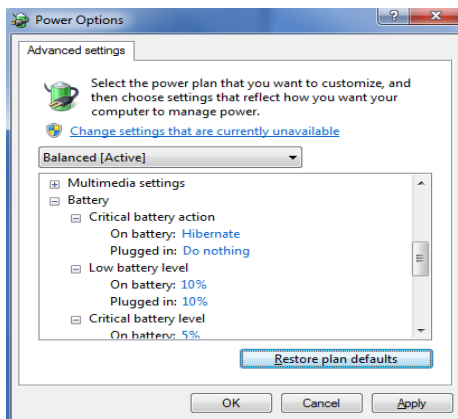 Power Options
Advanced settings
Select the power plan that you want to customize, and
then choose settings that reflect how you want your
computer to manage power.
Change settings that are currently unavailable
Balanced [Active]
Multimedia settings
Battery
Critical battery action
On battery: Hibernate
Plugged in: Do nothing
Low battery level
On battery: 10%
Plugged in: 10%
Critical battery level
On battery: 5%
Restore plan defaults
OK Cancel Apply